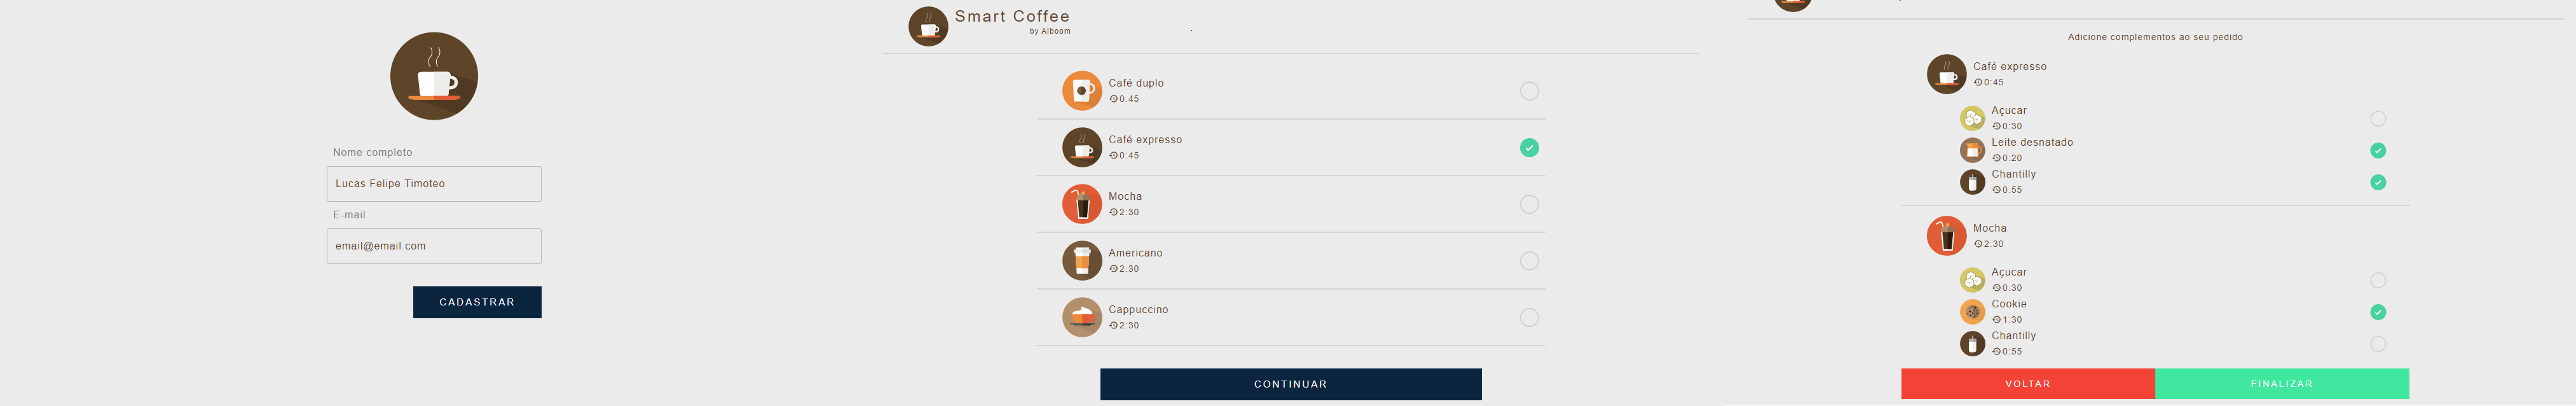 Nome completo
Lucas Felipe Timoteo
E-mail
email@email.com
CADASTRAR
Smart Coffee
by Alboom
Café duplo
0:45
Café expresso
0:45
Mocha
2:30
Americano
2:30
Cappuccino
2:30
CONTINUAR
Adicione complementos ao seu pedido
Café expresso
0:45
Açucar
0:30
Leite desnatado
0:20
Chantilly
0:55
Mocha
2:30
Açucar
0:30
Cookie
1:30
Chantilly
0:55
VOLTAR
FINALIZAR